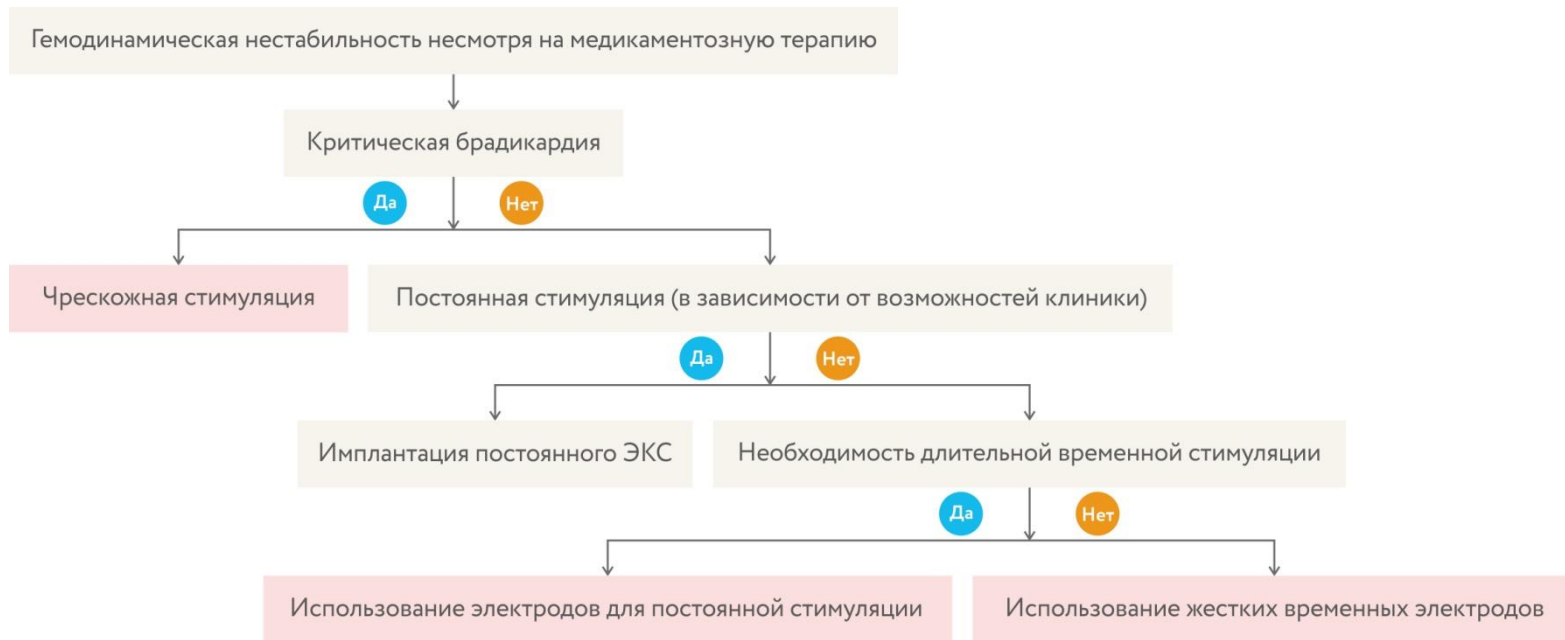 Гемодинамическая нестабильность несмотря на медикаментозную терапию
Критическая брадикардия
Да
Нет
Чрескожная стимуляция
Постоянная стимуляция (в зависимости от возможностей клиники)
Да
Нет
Имплантация постоянного ЭКС
Необходимость длительной временной стимуляции
Да
Нет
Использование электродов для постоянной стимуляции
Использование жестких временных электродов